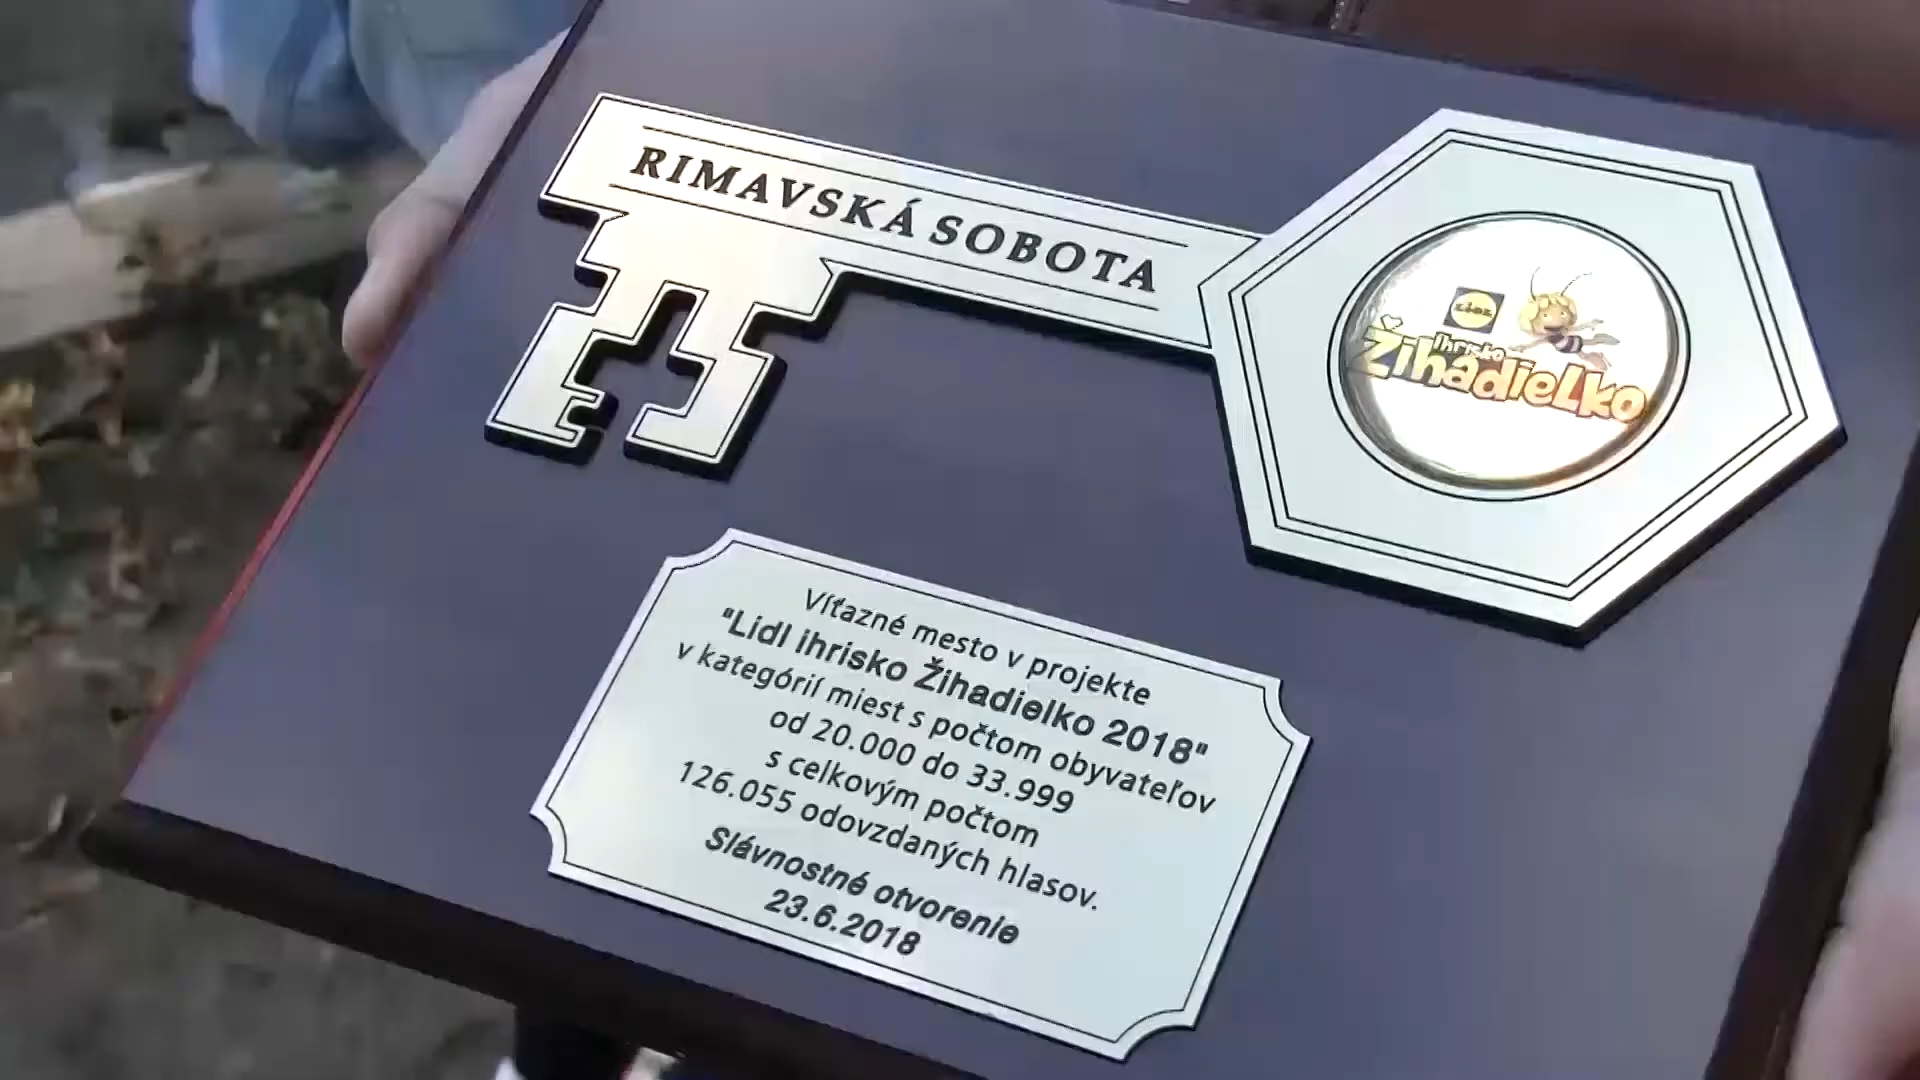 RIMAVSKÁ SOBOTA
LIDL
Ihrisko
Žihadielko
Víťazné mesto v projekte
"Lidl ihrisko Žihadielko 2018"
v kategórií miest s počtom obyvateľov
od 20.000 do 33.999
s celkovým počtom
126.055 odovzdaných hlasov.
Slávnostné otvorenie
23.6.2018